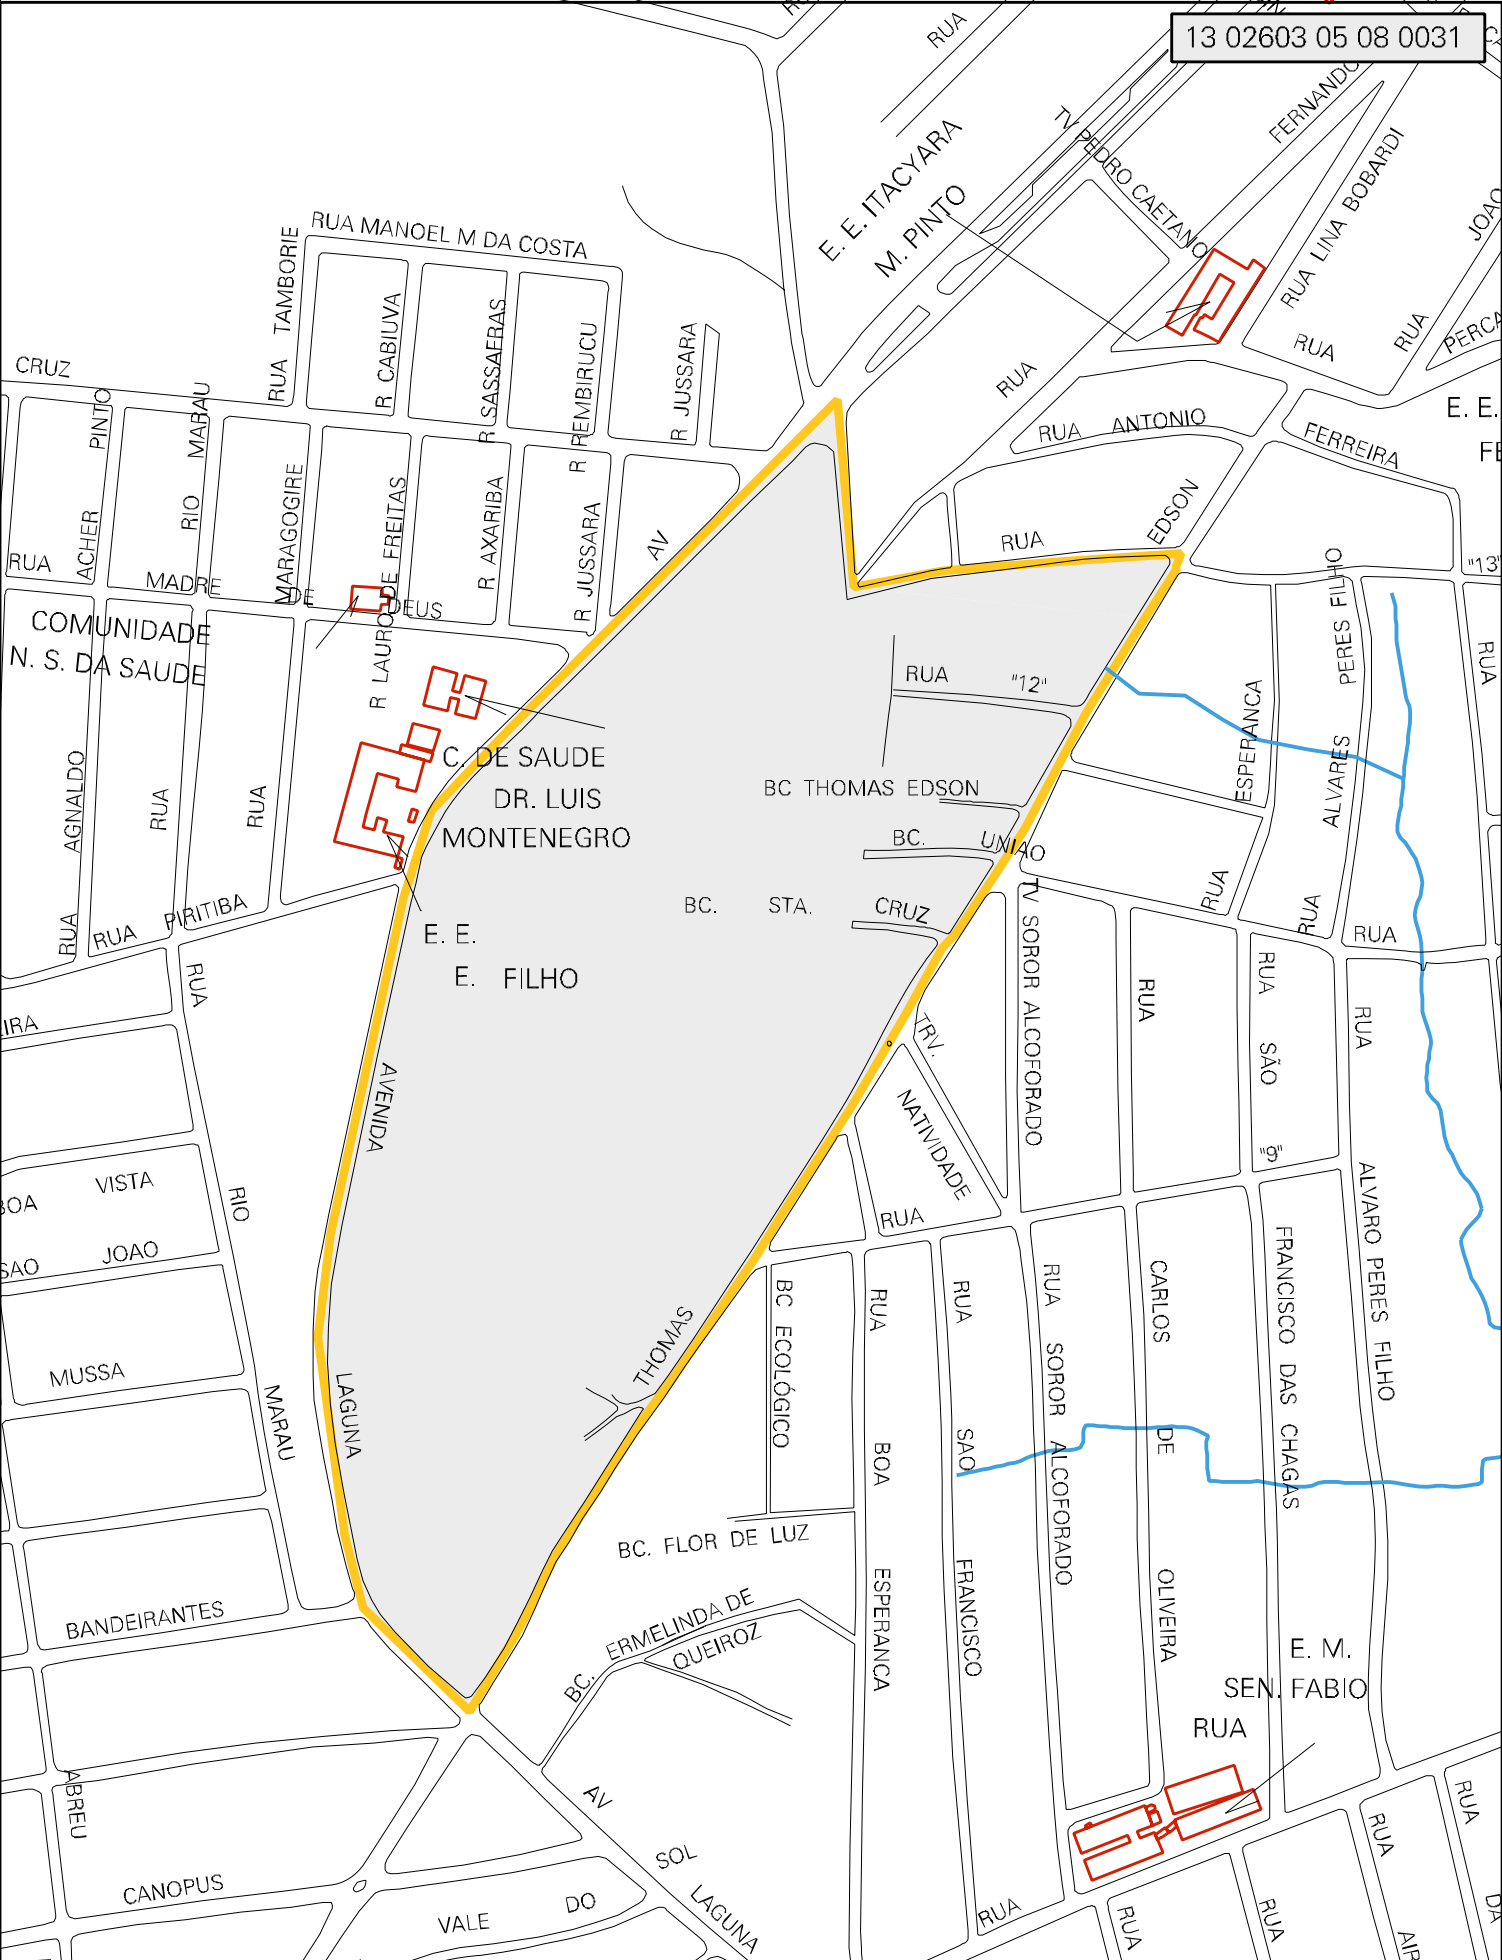 13 02603 05 08 0031
RUA
FERNANDO
TV PEDRO CAETANO
E. E. ITACYARA
M. PINTO
RUA LINA BOBARDI
JOAO
RUA
RUA
PERCA
RUA MANOEL M DA COSTA
RUA TAMBORIE
R CABIUVA
R SASSAFRAS
R REMBIRUCU
R JUSSARA
CRUZ
RUA
E. E.
RUA ANTONIO
FERREIRA
ACHER PINTO
RIO MARAU
MARAGOGIRE
R LAURO DE FREITAS
R AXARIBA
R JUSSARA
AV
RUA
EDSON
"13"
RUA
MADRE
DE
DEUS
COMUNIDADE
N. S. DA SAUDE
RUA "12"
ESPERANCA
ALVARES PERES FILHO
RUA
C. DE SAUDE
DR. LUIS
MONTENEGRO
BC THOMAS EDSON
BC. UNIAO
BC. STA. CRUZ
RUA AGNALDO
RUA
RUA
RUA PIRITIBA
E. E.
E. FILHO
TV SOROR ALCOFORADO
RUA
RUA
RUA
RUA
RUA
RUA SÃO
"9"
RUA
IRA
AVENIDA
TRV.
NATIVIDADE
BOA VISTA
RIO
RUA
SAO JOAO
ALVARO PERES FILHO
FRANCISCO DAS CHAGAS
CARLOS DE OLIVEIRA
RUA SOROR ALCOFORADO
RUA SAO FRANCISCO
RUA BOA ESPERANCA
BC ECOLÓGICO
THOMAS
MUSSA
MARAU
LAGUNA
BC. FLOR DE LUZ
BANDEIRANTES
BC. ERMELINDA DE
QUEIROZ
E. M.
SEN. FABIO
RUA
ABREU
AV
SOL
LAGUNA
CANOPUS
VALE DO
RUA
RUA
RUA
RUA
RUA
DA